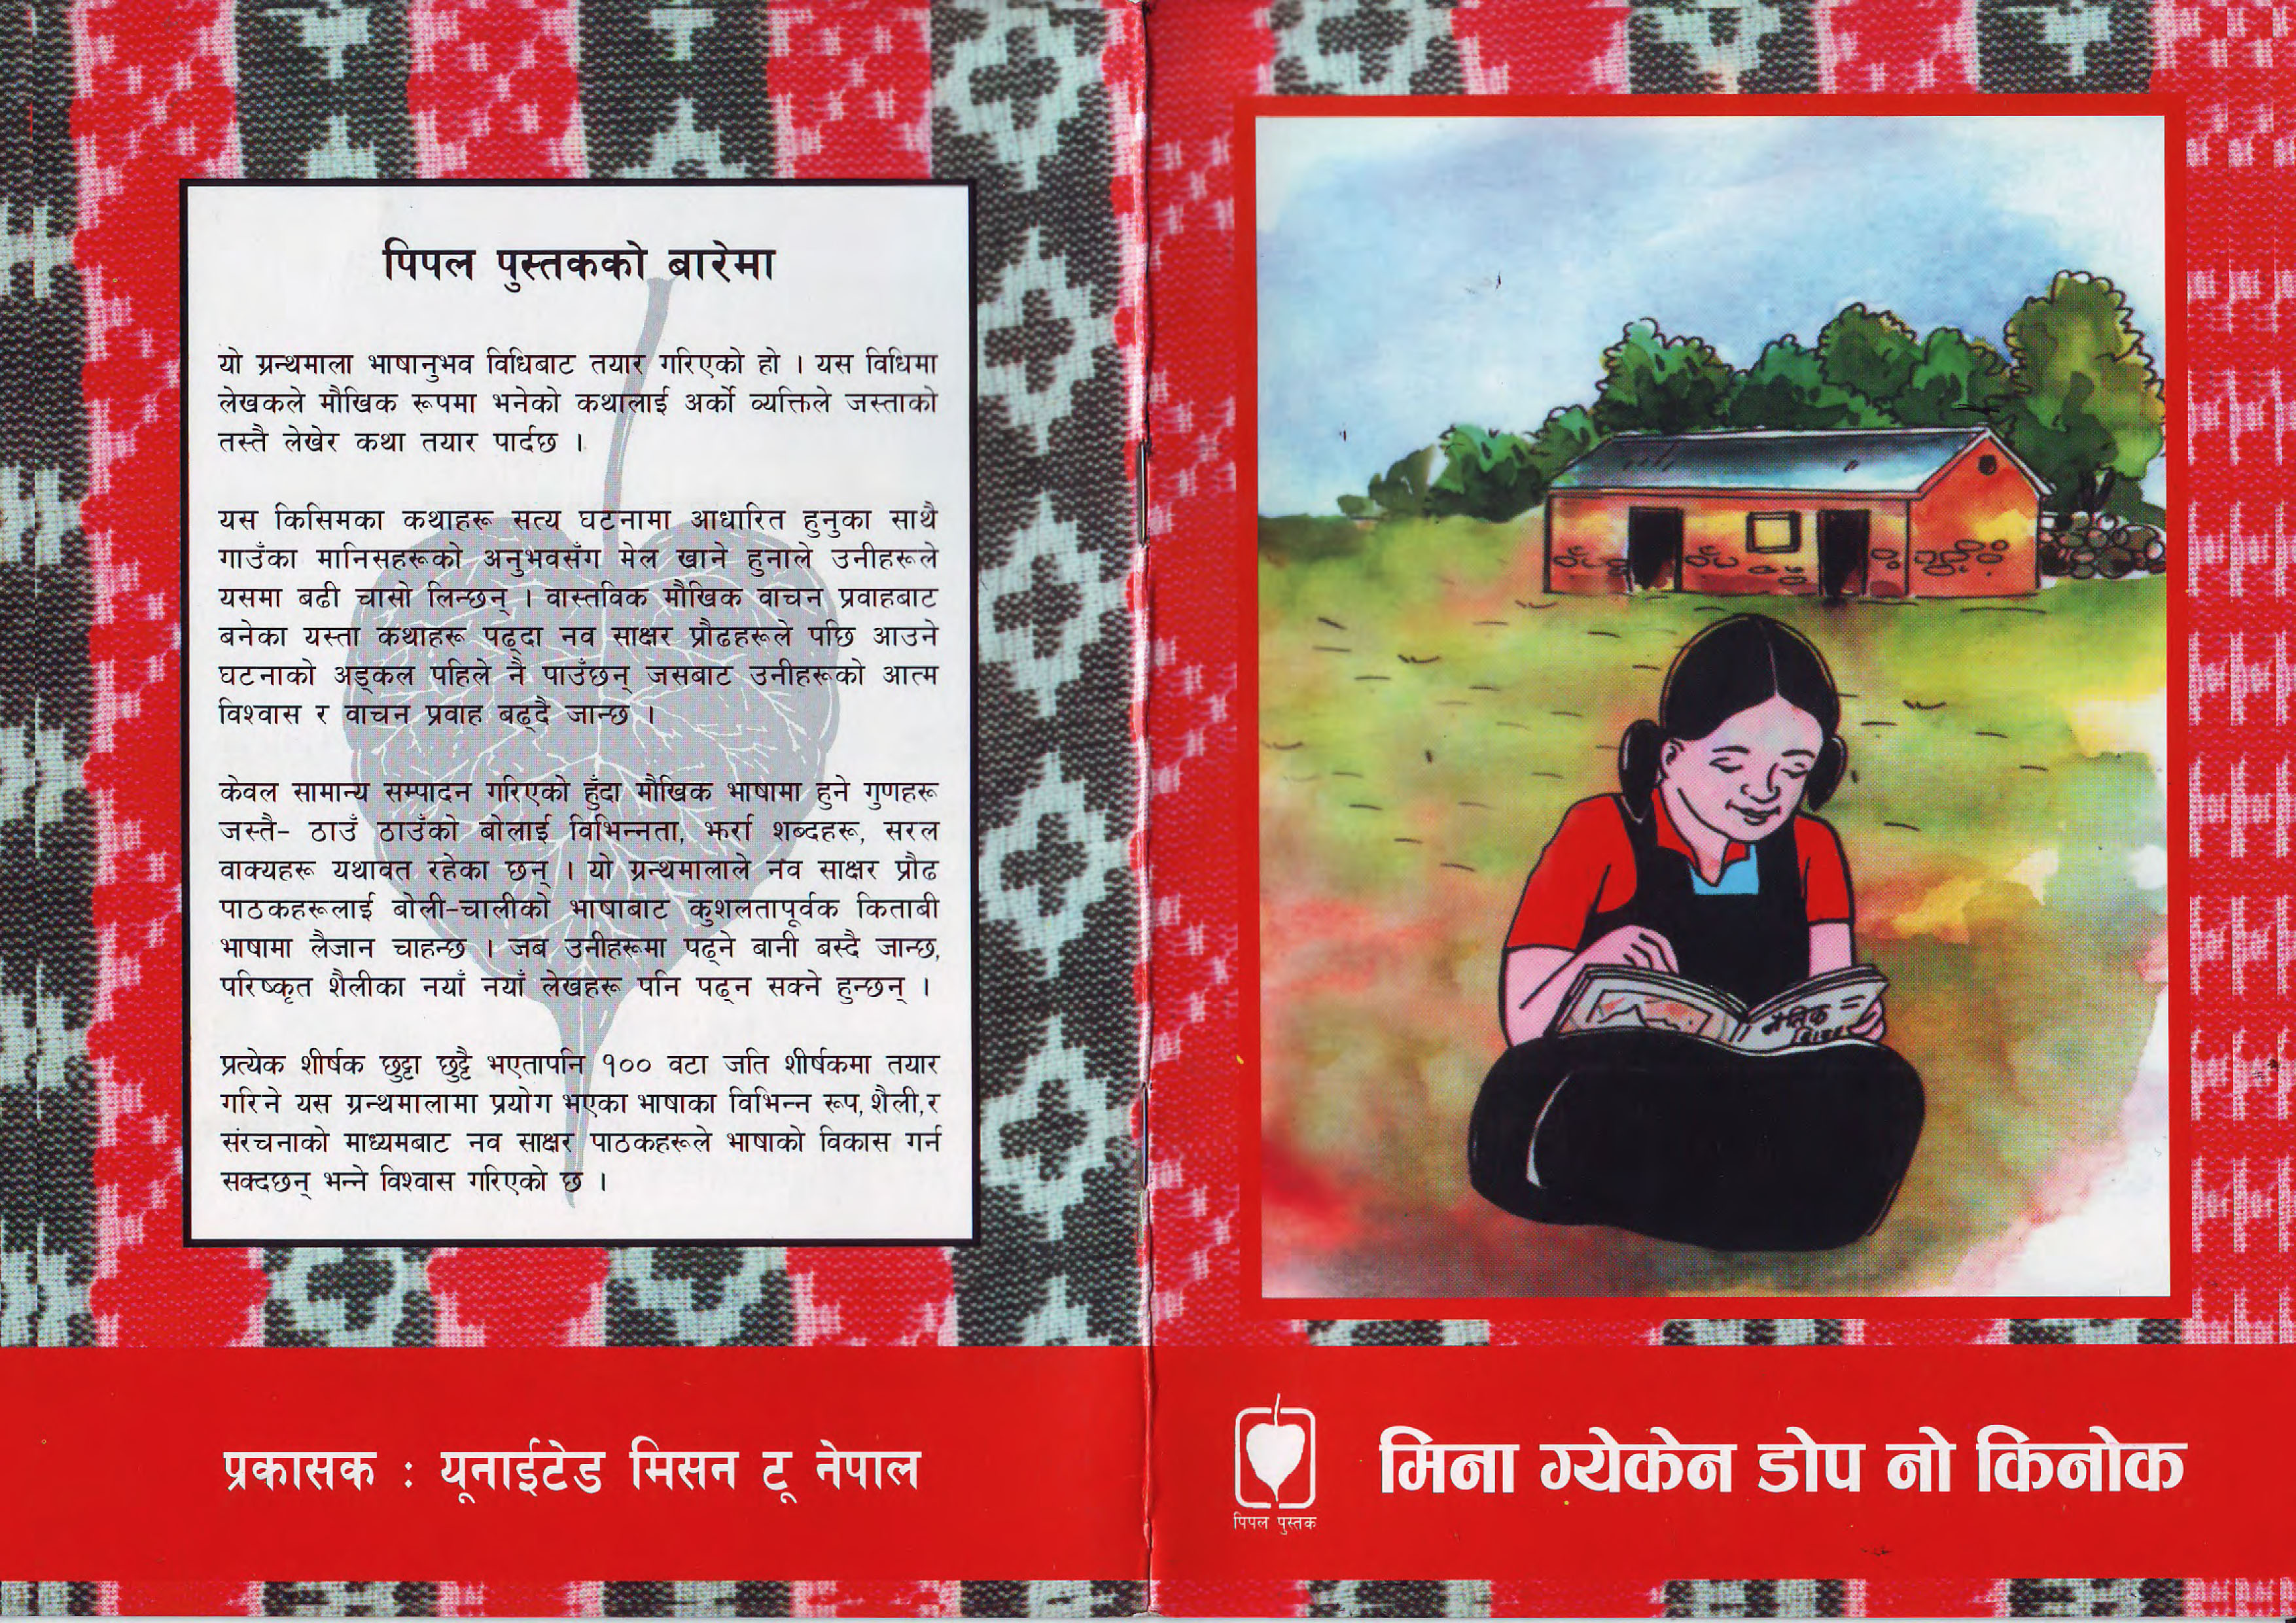 पिपल पुस्तकको बारेमा
यो ग्रन्थमाला भाषानुभव विधिबाट तयार गरिएको हो । यस विधिमा
लेखकले मौखिक रूपमा भनेको कथालाई अर्को व्यक्तिले जस्ताको
तस्तै लेखेर कथा तयार पार्दछ ।
यस किसिमका कथाहरू सत्य घटनामा आधारित हुनुका साथै
गाउँका मानिसहरूको अनुभवसँग मेल खाने हुनाले उनीहरूले
यसमा बढी चासो लिन्छन् । वास्तविक मौखिक वाचन प्रवाहबाट
बनेका यस्ता कथाहरू पढ्दा नव साक्षर प्रौढहरूले पछि आउने
घटनाको अड्कल पहिले नै पाउँछन् जसबाट उनीहरूको आत्म
विश्वास र वाचन प्रवाह बढ्दै जान्छ ।
केवल सामान्य सम्पादन गरिएको हुँदा मौखिक भाषामा हुने गुणहरू
जस्तै- ठाउँ ठाउँको बोलाई विभिन्नता, झर्रा शब्दहरू, सरल
वाक्यहरू यथावत रहेका छन् । यो ग्रन्थमालाले नव साक्षर प्रौढ
पाठकहरूलाई बोली-चालीको भाषाबाट कुशलतापूर्वक किताबी
भाषामा लैजान चाहन्छ । जब उनीहरूमा पढ्ने बानी बस्दै जान्छ,
परिष्कृत शैलीका नयाँ नयाँ लेखहरू पनि पढ्न सक्ने हुन्छन् ।
प्रत्येक शीर्षक छुट्टा छुट्टै भएतापनि १०० वटा जति शीर्षकमा तयार
गरिने यस ग्रन्थमालामा प्रयोग भएका भाषाका विभिन्न रूप, शैली,र
संरचनाको माध्यमबाट नव साक्षर पाठकहरूले भाषाको विकास गर्न
सक्दछन् भन्ने विश्वास गरिएको छ ।
प्रकासक : यूनाईटेड मिसन टू नेपाल
नैतिक
पिपल पुस्तक
मिना ग्येकेन डोप नो किनोक